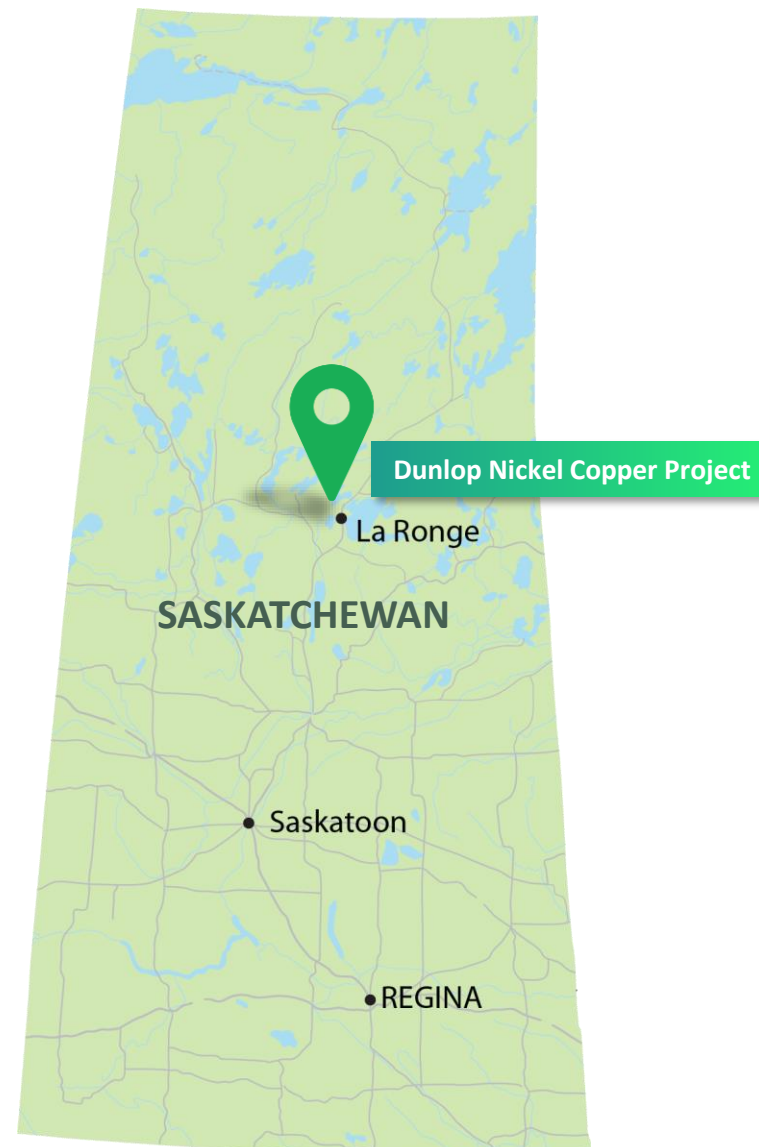 Dunlop Nickel Copper Project
La Ronge
SASKATCHEWAN
Saskatoon
REGINA